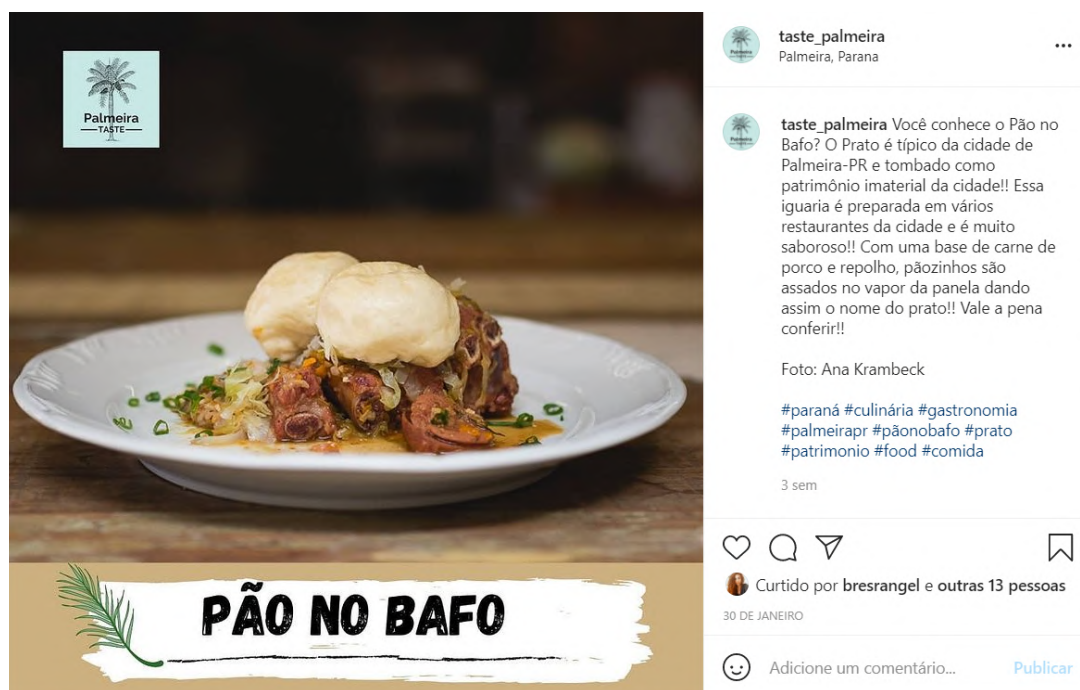 Palmeira
TASTE
PÃO NO BAFO
taste_palmeira
Palmeira, Parana
taste_palmeira Você conhece o Pão no
Bafo? O Prato é típico da cidade de
Palmeira-PR e tombado como
patrimônio imaterial da cidade!! Essa
iguaria é preparada em vários
restaurantes da cidade e é muito
saboroso!! Com uma base de carne de
porco e repolho, pãozinhos são
assados no vapor da panela dando
assim o nome do prato!! Vale a pena
conferir!!
Foto: Ana Krambeck
#paraná #culinária #gastronomia
#palmeirapr #pãonobafo #prato
#patrimonio #food #comida
3 sem
Curtido por bresrangel e outras 13 pessoas
30 DE JANEIRO
Adicione um comentário... Publicar